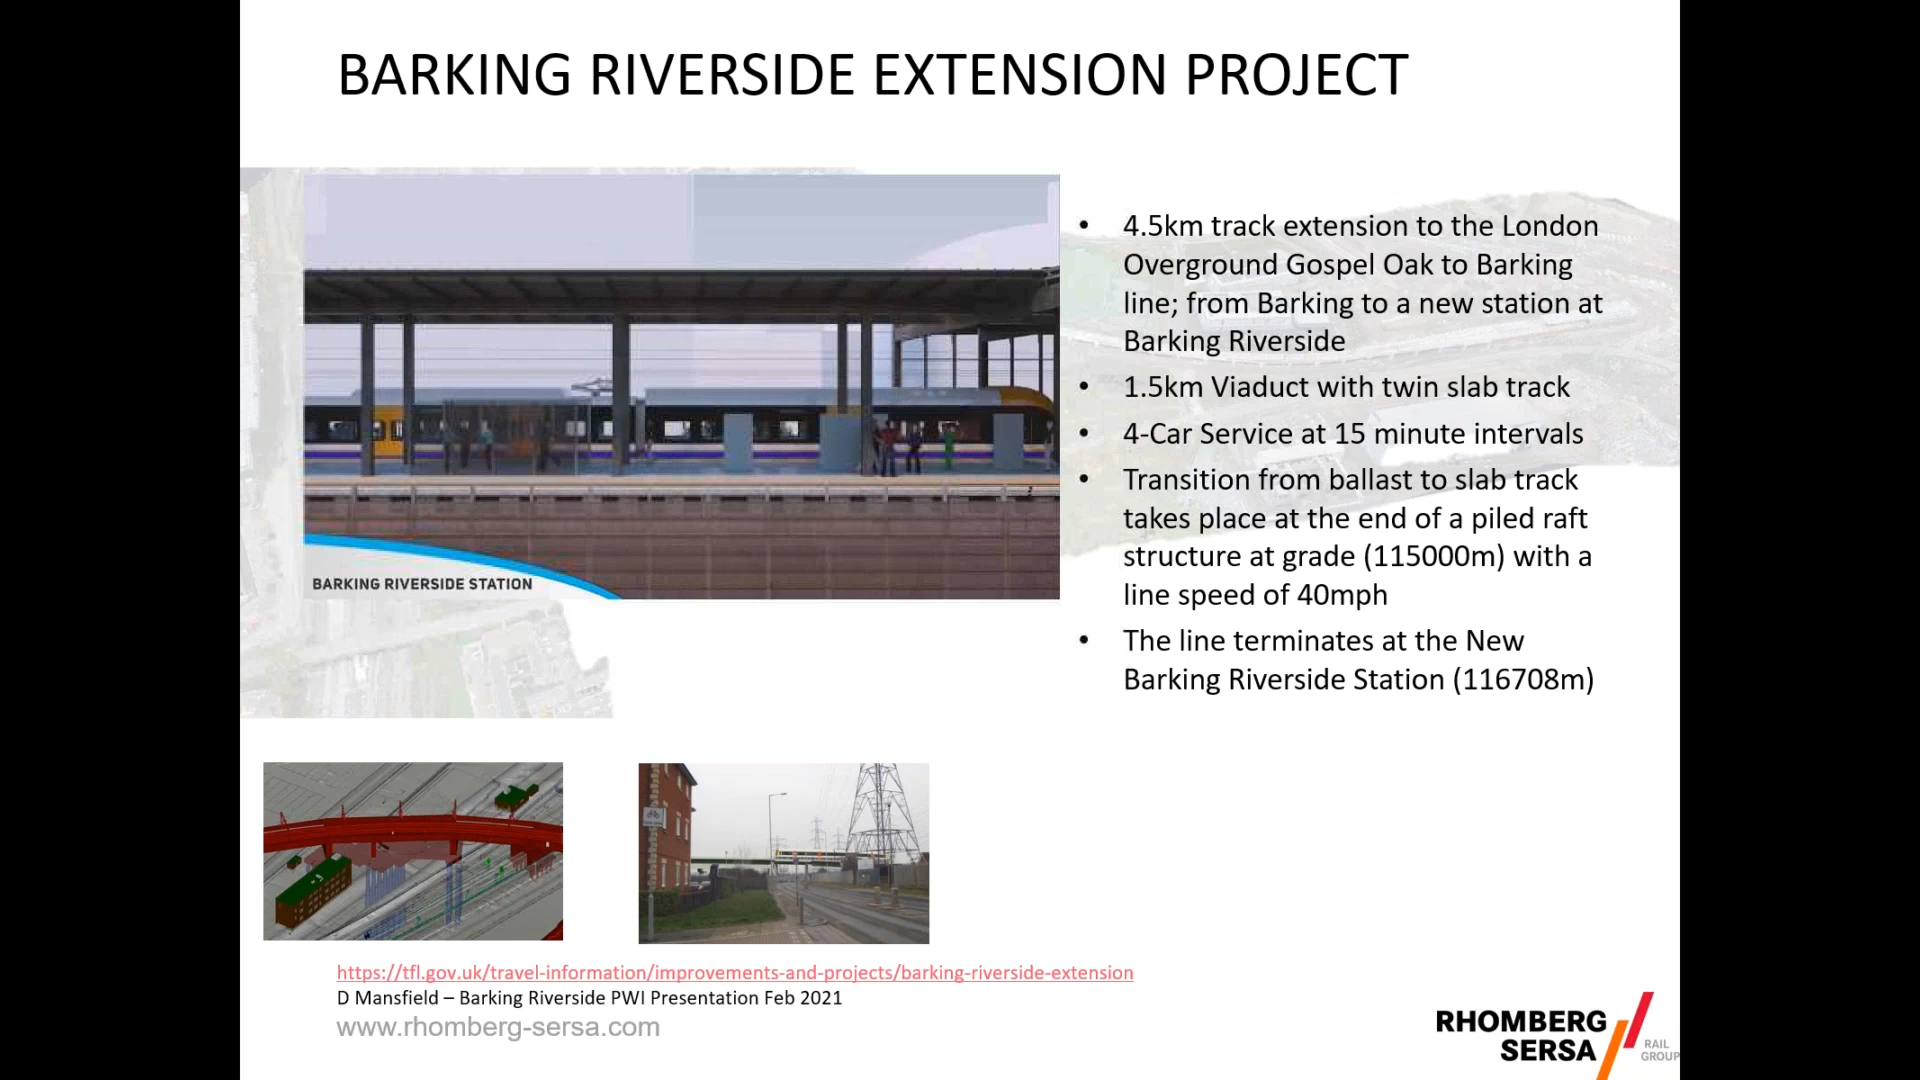 BARKING RIVERSIDE EXTENSION PROJECT
BARKING RIVERSIDE STATION
• 4.5km track extension to the London
Overground Gospel Oak to Barking
line; from Barking to a new station at
Barking Riverside
• 1.5km Viaduct with twin slab track
• 4-Car Service at 15 minute intervals
• Transition from ballast to slab track
takes place at the end of a piled raft
structure at grade (115000m) with a
line speed of 40mph
• The line terminates at the New
Barking Riverside Station (116708m)
https://tfl.gov.uk/travel-information/improvements-and-projects/barking-riverside-extension
D Mansfield – Barking Riverside PWI Presentation Feb 2021
www.rhomberg-sersa.com
RHOMBERG
SERSA
RAIL
GROUP